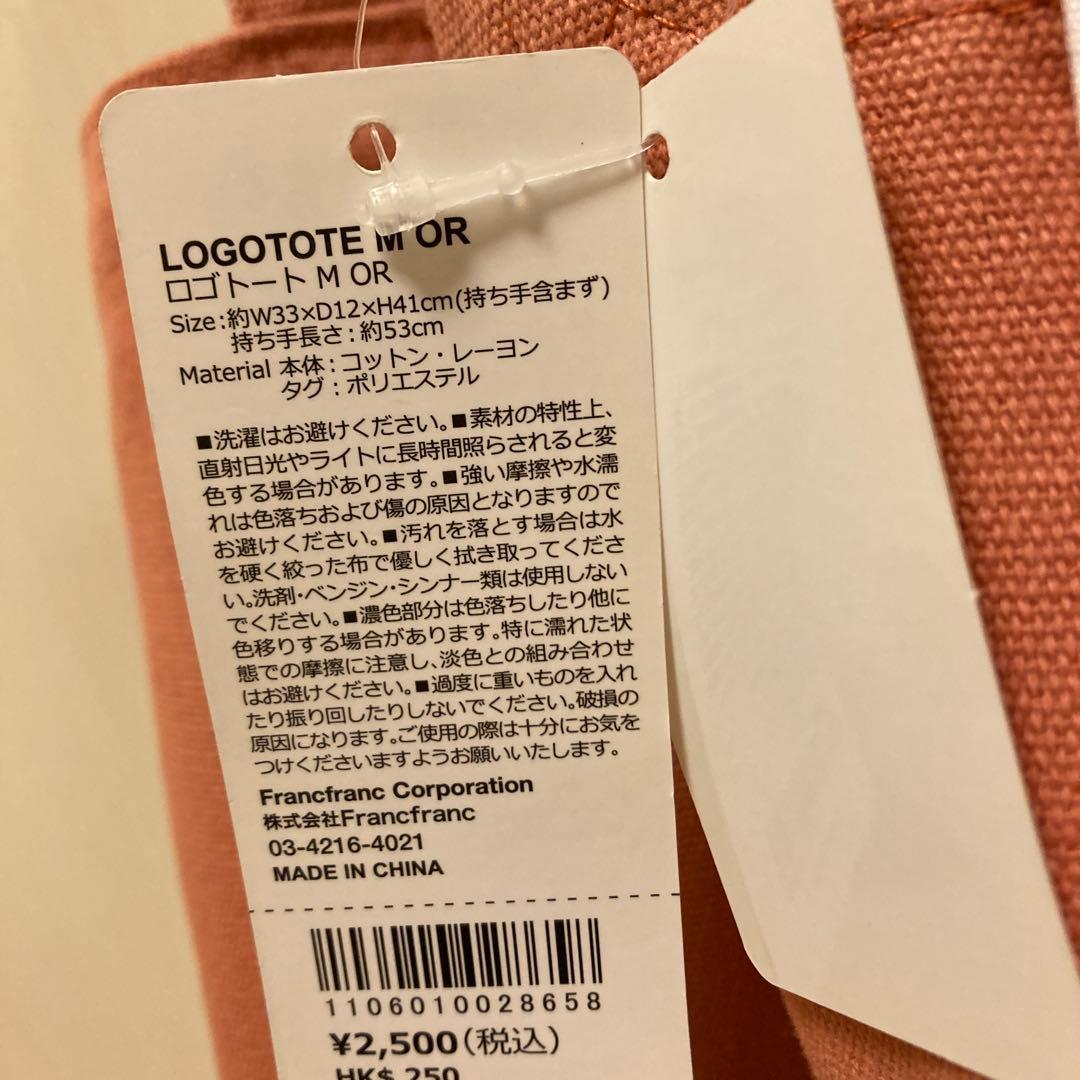 LOGOTOTE M OR
ロゴトート M OR
Size:約W33×D12×H41cm(持ち手含まず)
持ち手長さ:約53cm
Material 本体:コットン・レーヨン
タグ:ポリエステル
■洗濯はお避けください。■素材の特性上、
直射日光やライトに長時間照らされると変
色する場合があります。■強い摩擦や水濡
れは色落ちおよび傷の原因となりますので
お避けください。■汚れを落とす場合は水
を硬く絞った布で優しく拭き取ってくださ
い。洗剤・ベンジン・シンナー類は使用しない
でください。■濃色部分は色落ちしたり他に
色移りする場合があります。特に濡れた状
態での摩擦に注意し、淡色との組み合わせ
はお避けください。■過度に重いものを入れ
たり振り回したりしないでください。破損の
原因になります。ご使用の際は十分にお気を
つけくださいますようお願いいたします。
Francfranc Corporation
株式会社Francfranc
03-4216-4021
MADE IN CHINA
1106010028658
¥2,500(税込)
HK$ 250